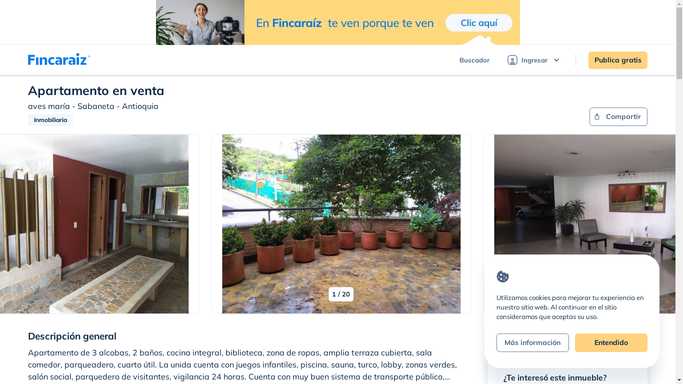 En Fincaraíz te ven porque te ven
Clic aquí
Fincaraiz
Buscador
Ingresar
Publica gratis
Apartamento en venta
aves maría - Sabaneta - Antioquia
Inmobiliaria
Compartir
1 / 20
Utilizamos cookies para mejorar tu experiencia en
nuestro sitio web. Al continuar en el sitio
consideramos que aceptas su uso.
Más información
Entendido
Descripción general
Apartamento de 3 alcobas, 2 baños, cocina integral, biblioteca, zona de ropas, amplia terraza cubierta, sala
comedor, parqueadero, cuarto útil. La unida cuenta con juegos infantiles, piscina, sauna, turco, lobby, zonas verdes,
salón social, parquedero de visitantes, vigilancia 24 horas. Cuenta con muy buen sistema de transporte público,...
¿Te interesó este inmueble?